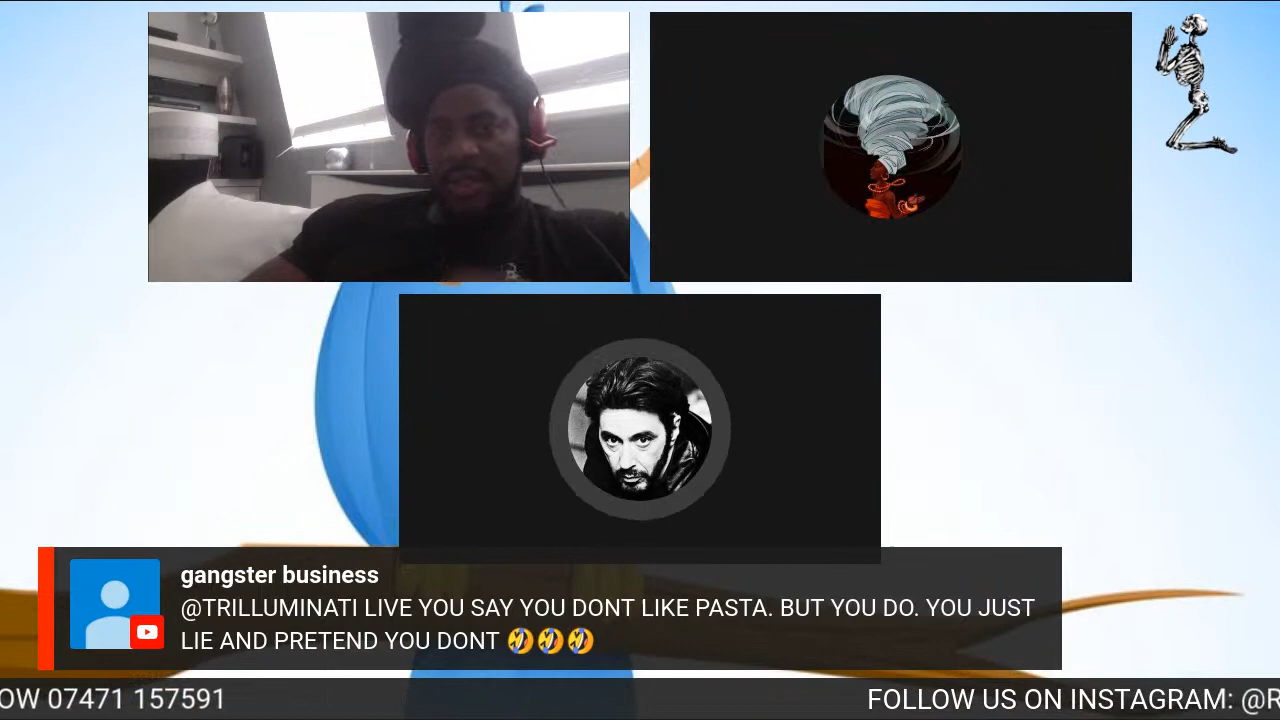 gangster business
@TRILLUMINATI LIVE YOU SAY YOU DONT LIKE PASTA. BUT YOU DO. YOU JUST
LIE AND PRETEND YOU DONT 🤣🤣🤣
OW 07471 157591 FOLLOW US ON INSTAGRAM: @R